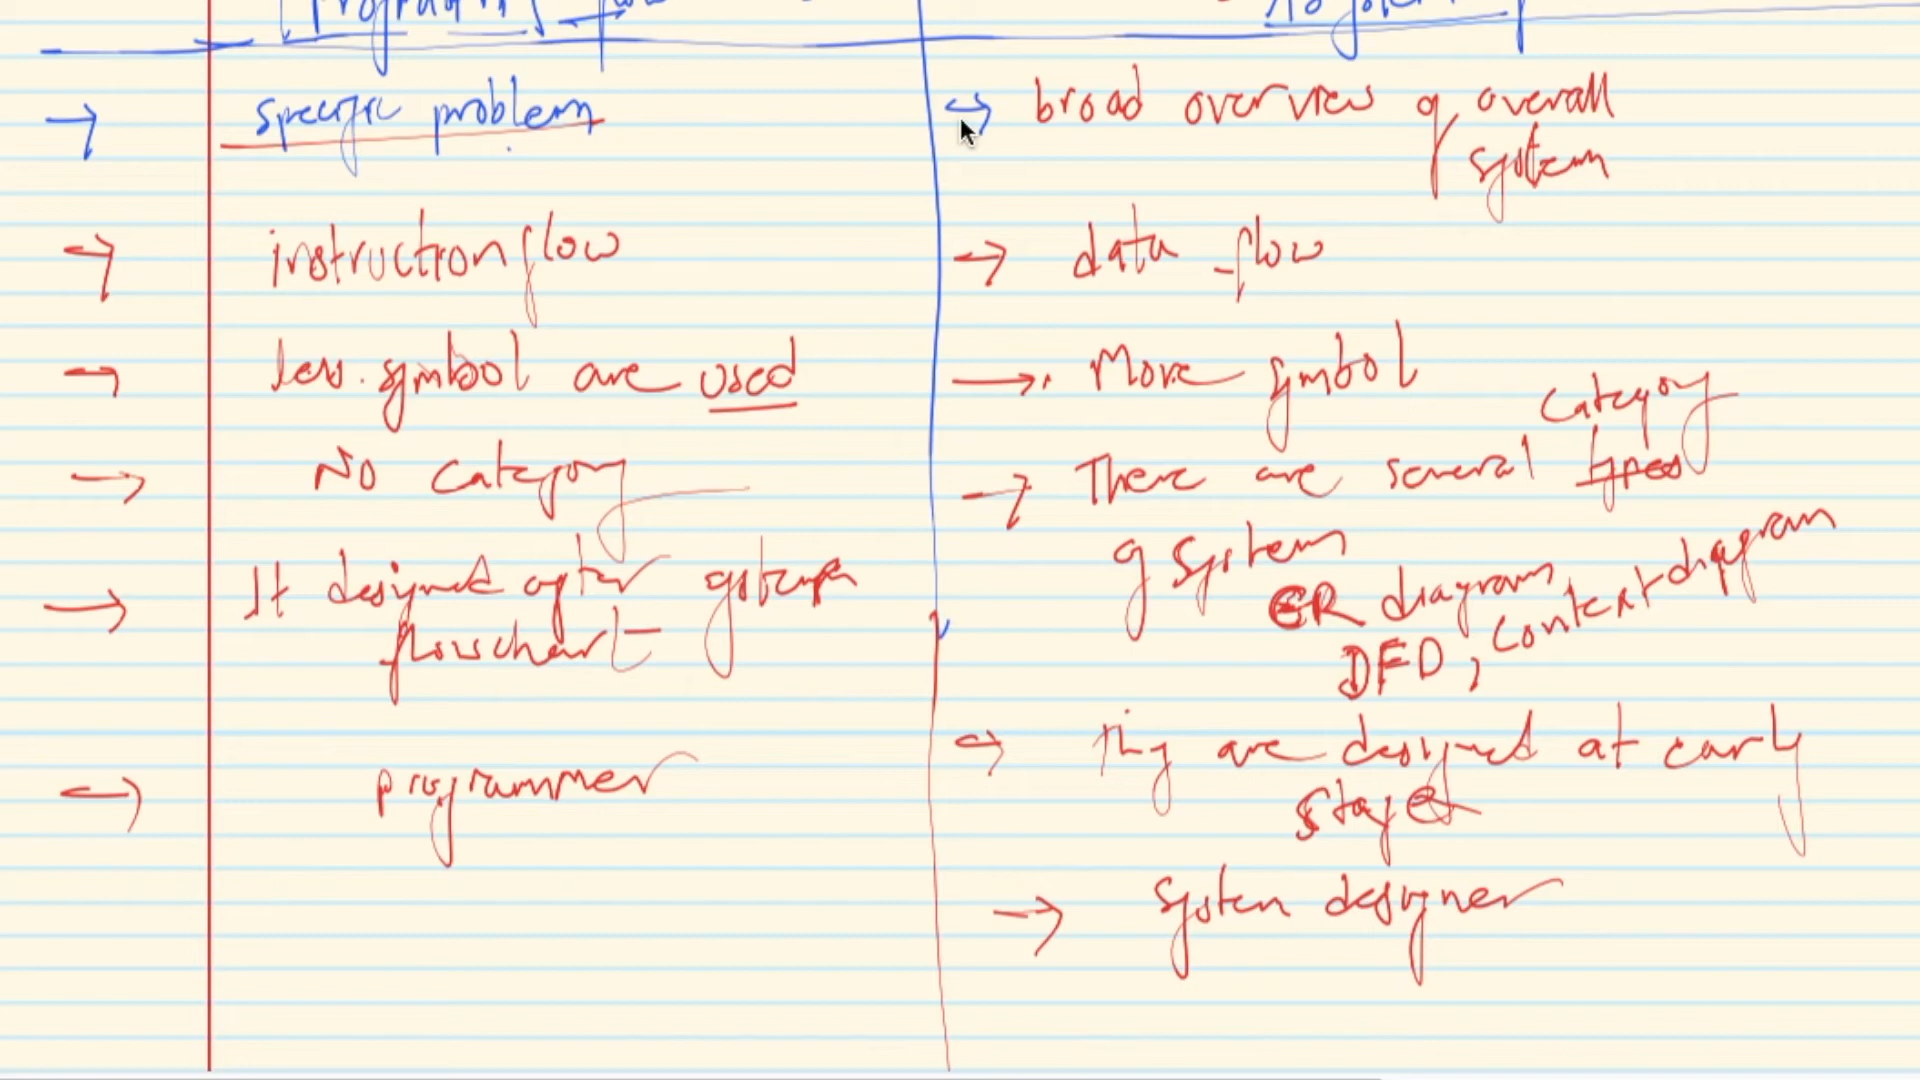 specific problem
broad overview of overall
system
instruction flow
data flow
less symbol are used
More symbol
No category
category
There are several types
of System
ER diagram
DFD, context diagram
It designed after system
flowchart
They are designed at early
stage
programmer
System designer